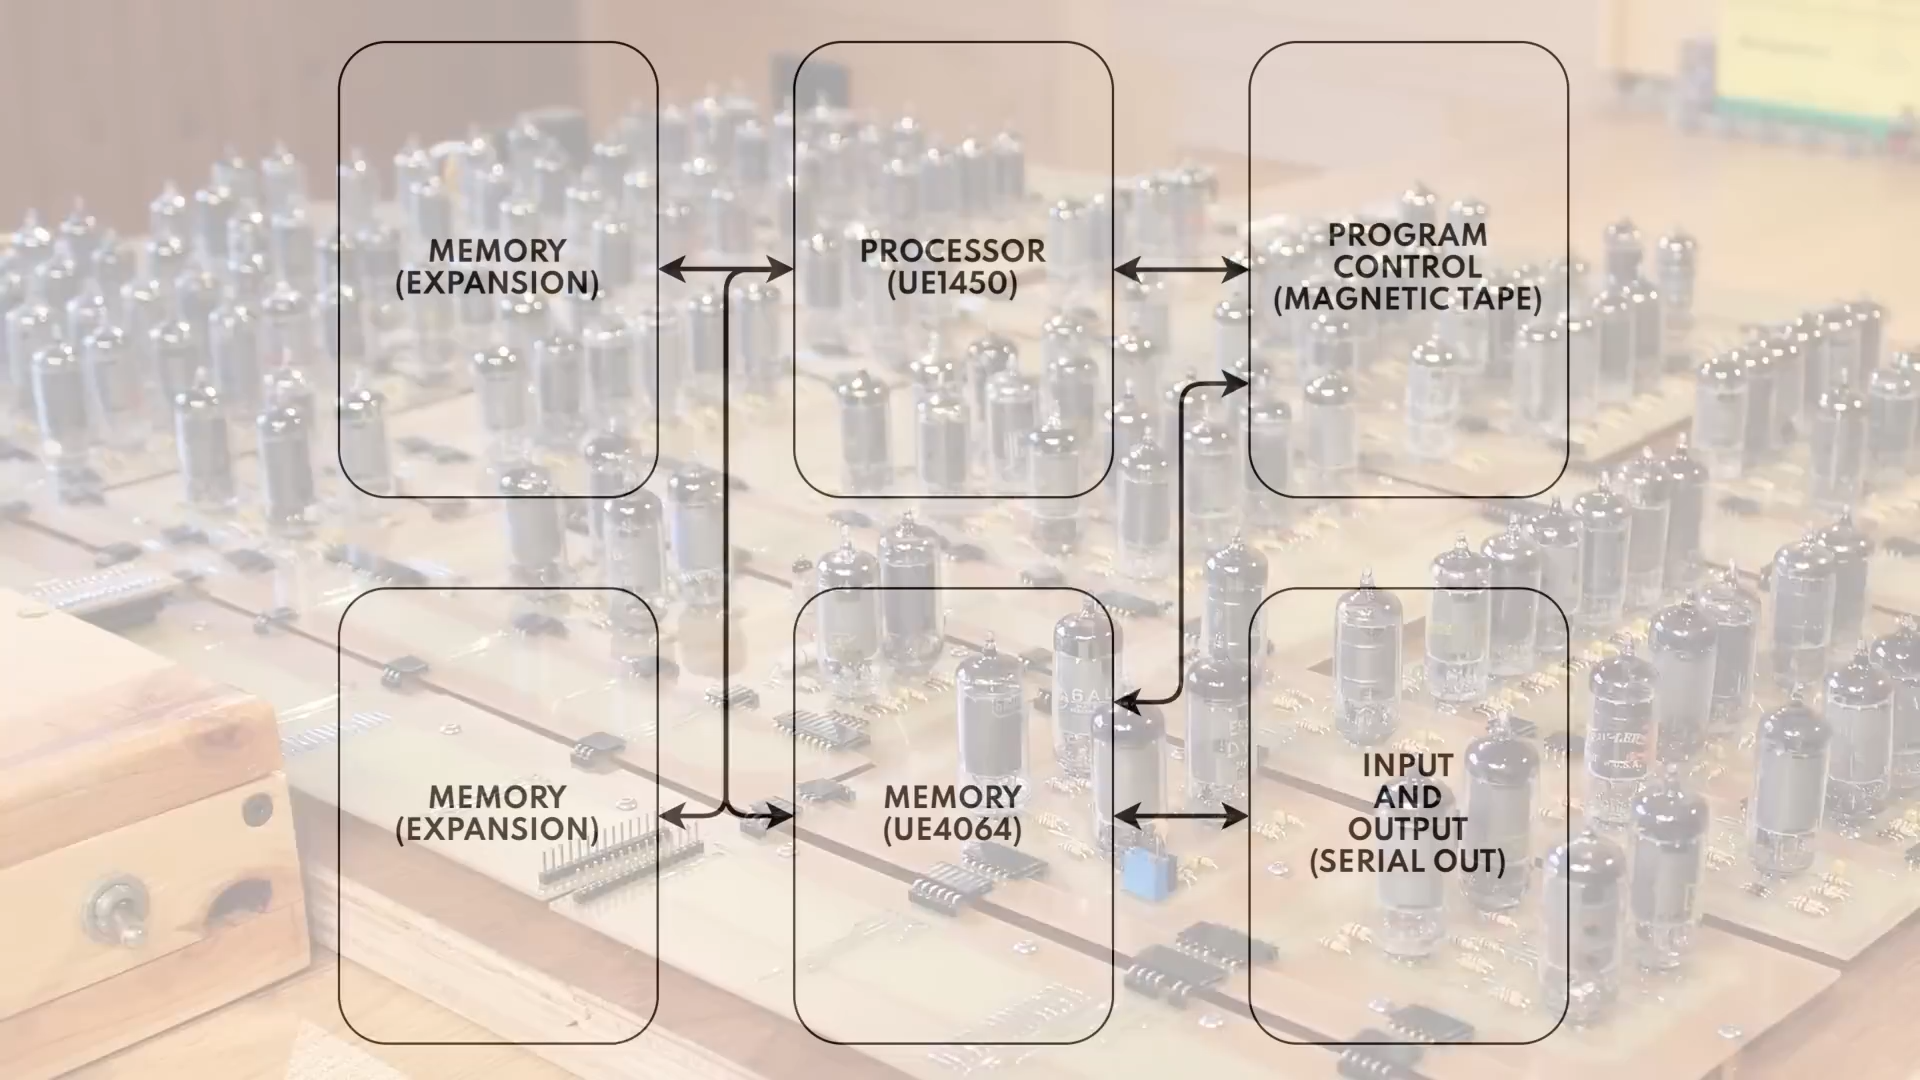 MEMORY
(EXPANSION)
PROCESSOR
(UE1450)
PROGRAM
CONTROL
(MAGNETIC TAPE)
MEMORY
(EXPANSION)
MEMORY
(UE4064)
INPUT
AND
OUTPUT
(SERIAL OUT)